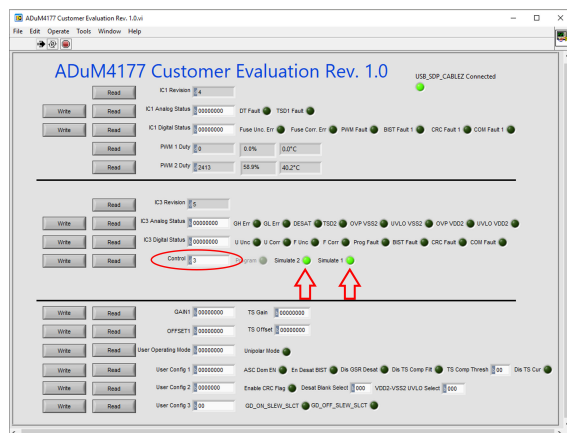 ADuM4177 Customer Evaluation Rev. 1.0.vi
File Edit Operate Tools Window Help
ADuM4177 Customer Evaluation Rev. 1.0
USB_SDP_CABLEZ Connected
Read IC1 Revision 4
Write Read IC1 Analog Status 00000000 DT Fault TSD1 Fault
Write Read IC1 Digital Status 00000000 Fuse Unc. Err Fuse Corr. Err PWM Fault BIST Fault 1 CRC Fault 1 COM Fault 1
Read PWM 1 Duty 0 0.0% 0.0°C
Read PWM 2 Duty 2413 58.9% 40.2°C
Read IC3 Revision 5
Write Read IC3 Analog Status 00000000 GH Err GL Err DESAT TSD2 OVP VSS2 UVLO VSS2 OVP VDD2 UVLO VDD2
Write Read IC3 Digital Status 00000000 U Unc U Corr F Unc F Corr Prog Fault BIST Fault CRC Fault COM Fault
Write Read Control 3 Program Simulate 2 Simulate 1
Write Read GAIN1 00000000 TS Gain 00000000
Write Read OFFSET1 00000000 TS Offset 00000000
Write Read User Operating Mode 00000000 Unipolar Mode
Write Read User Config 1 00000000 ASC Dom EN En Desat BIST Dis GSR Desat Dis TS Comp Filt TS Comp Thresh 00 Dis TS Cur
Write Read User Config 2 00000000 Enable CRC Flag Desat Blank Select 000 VDD2-VSS2 UVLO Select 000
Write Read User Config 3 00 GD_ON_SLEW_SLCT GD_OFF_SLEW_SLCT